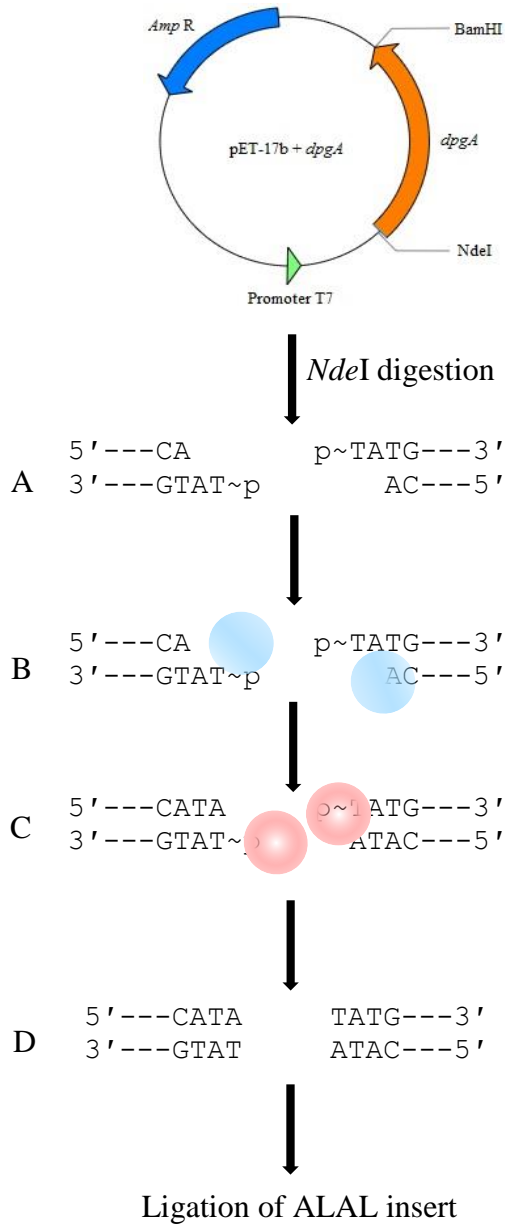 Amp R
BamHI
pET-17b + dpgA
dpgA
NdeI
Promoter T7
NdeI digestion
5'---CA p~TATG---3'
A
3'---GTAT~p AC---5'
5'---CA p~TATG---3'
B
3'---GTAT~p AC---5'
5'---CATA p~TATG---3'
C
3'---GTAT~p ATAC---5'
5'---CATA TATG---3'
D
3'---GTAT ATAC---5'
Ligation of ALAL insert